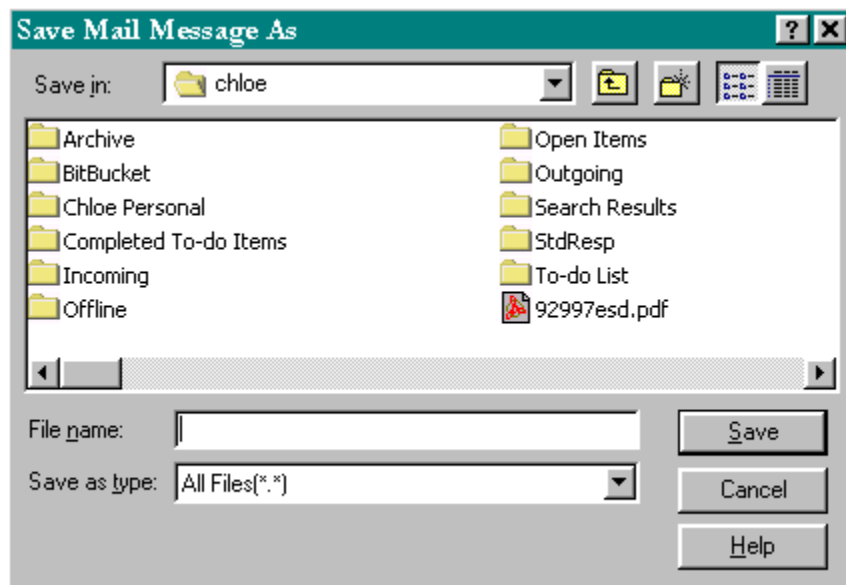 Save Mail Message As
Save in: chloe
Archive
BitBucket
Chloe Personal
Completed To-do Items
Incoming
Offline
Open Items
Outgoing
Search Results
StdResp
To-do List
92997esd.pdf
File name:
Save
Save as type: All Files(*.*)
Cancel
Help